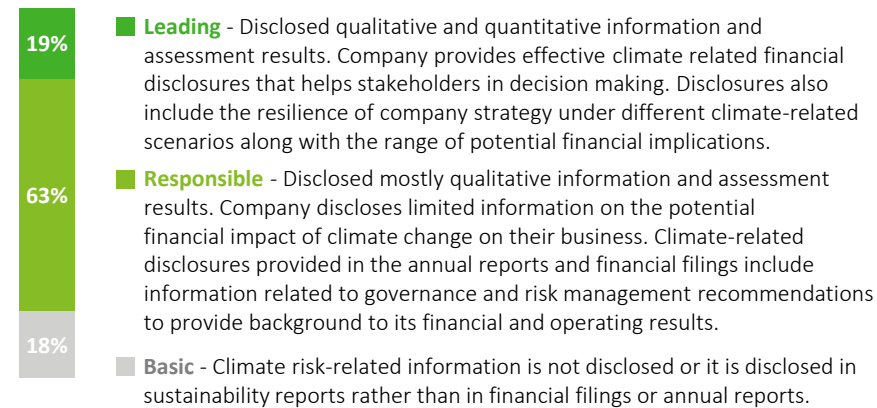 19%
Leading - Disclosed qualitative and quantitative information and
assessment results. Company provides effective climate related financial
disclosures that helps stakeholders in decision making. Disclosures also
include the resilience of company strategy under different climate-related
scenarios along with the range of potential financial implications.
63%
Responsible - Disclosed mostly qualitative information and assessment
results. Company discloses limited information on the potential
financial impact of climate change on their business. Climate-related
disclosures provided in the annual reports and financial filings include
information related to governance and risk management recommendations
to provide background to its financial and operating results.
18%
Basic - Climate risk-related information is not disclosed or it is disclosed in
sustainability reports rather than in financial filings or annual reports.